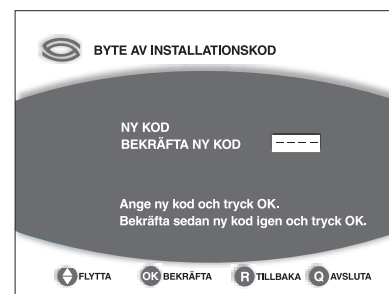 BYTE AV INSTALLATIONSKOD
NY KOD
BEKRÄFTA NY KOD ----
Ange ny kod och tryck OK.
Bekräfta sedan ny kod igen och tryck OK.
FLYTTA OK BEKRÄFTA R TILLBAKA Q AVSLUTA